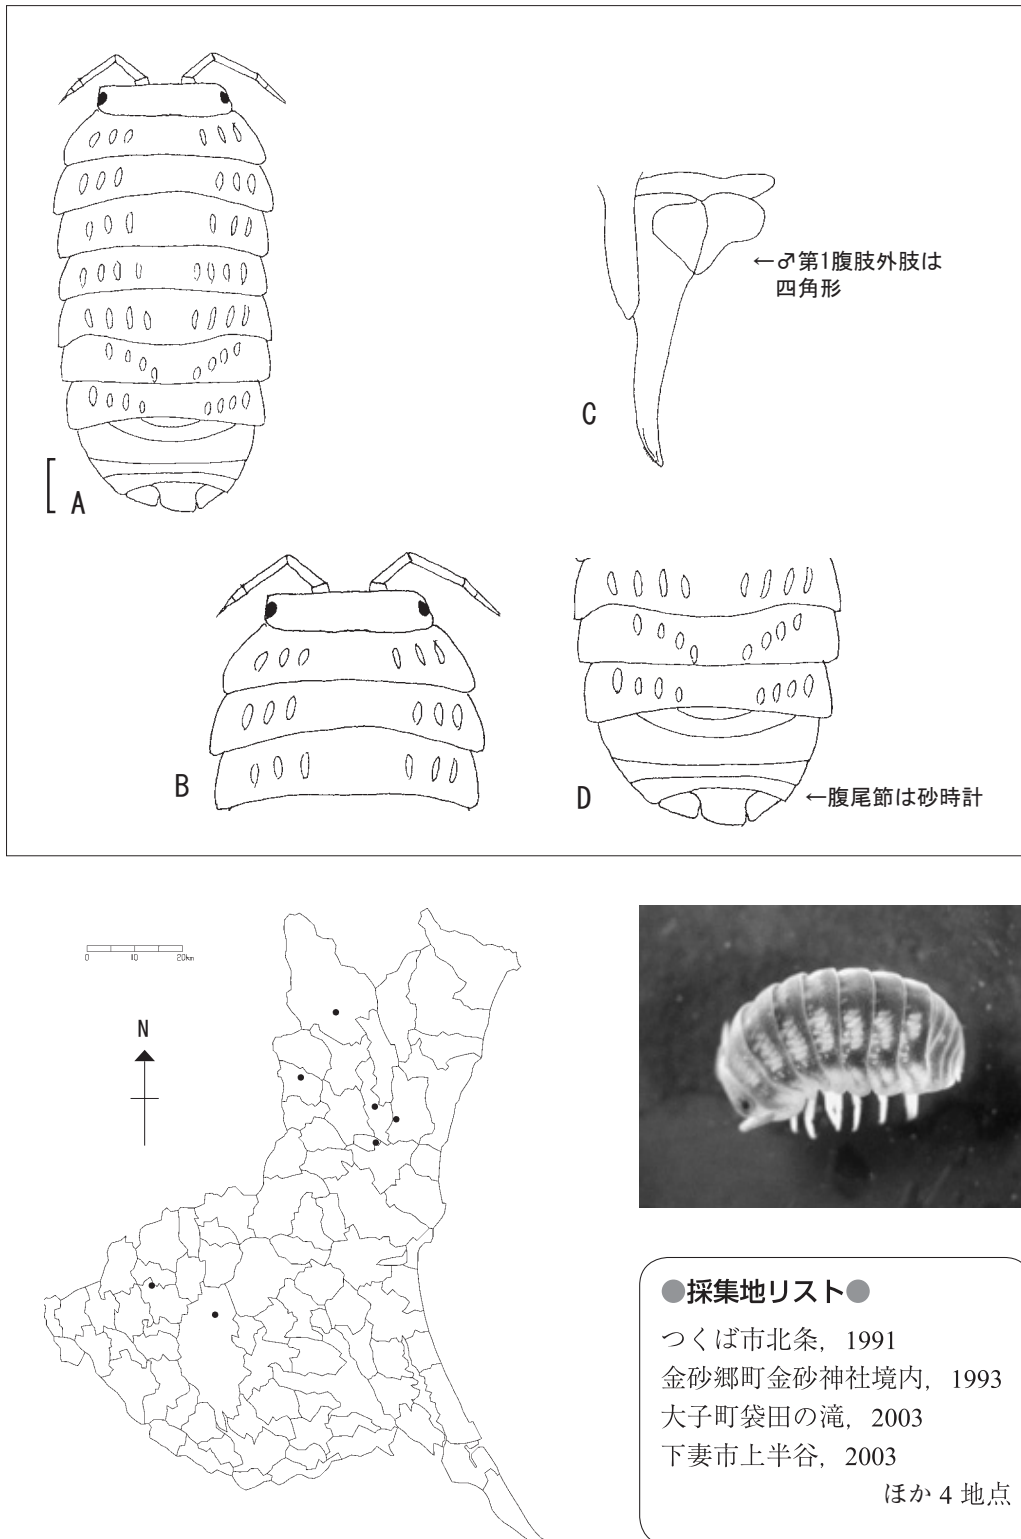 A
←♂第1腹肢外肢は
四角形
C
B
D
←腹尾節は砂時計
0 10 20km
N
●採集地リスト●
つくば市北条，1991
金砂郷町金砂神社境内，1993
大子町袋田の滝，2003
下妻市上半谷，2003
ほか 4 地点